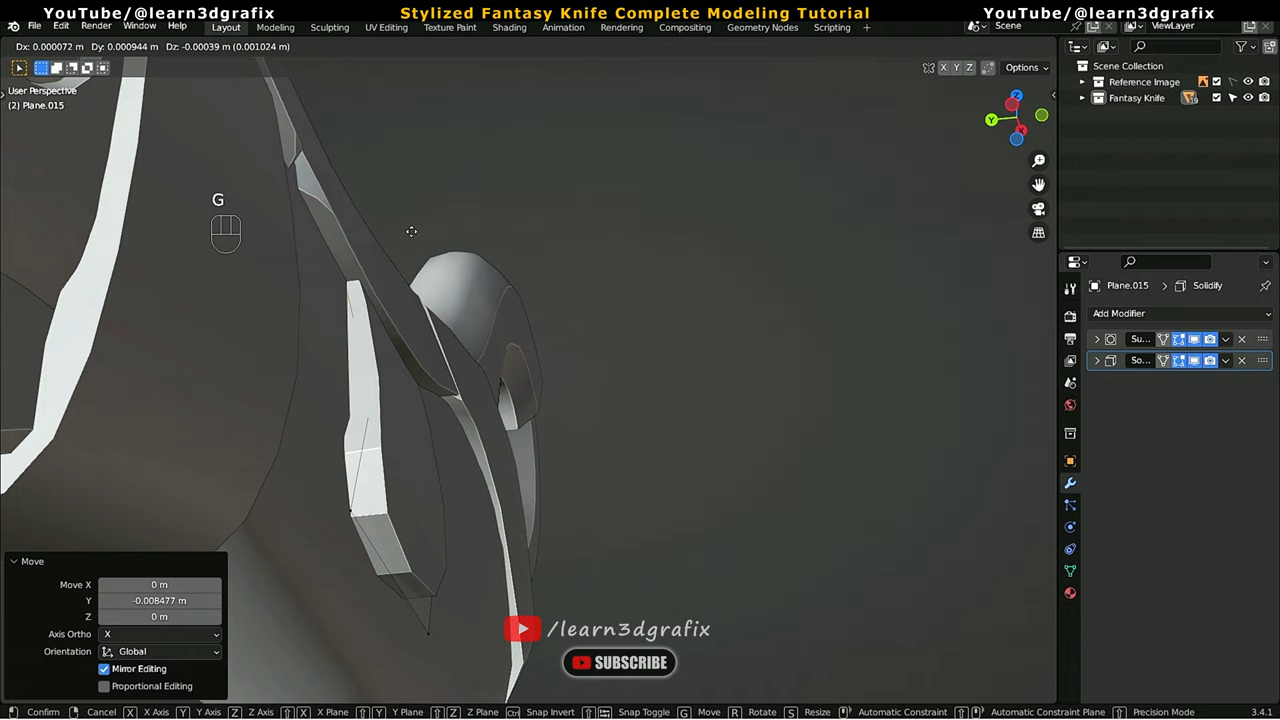 YouTube/@learn3dgrafix
Stylized Fantasy Knife Complete Modeling Tutorial
YouTube/@learn3dgrafix
File Edit Render Window Help Layout Modeling Sculpting UV Editing Texture Paint Shading Animation Rendering Compositing Geometry Nodes Scripting + Scene ViewLayer
Dx: 0.000072 m Dy: 0.000944 m Dz: -0.00039 m (0.001024 m)
X Y Z Options
User Perspective
(2) Plane.015
Scene Collection
Reference Image
Fantasy Knife
Z
Y
X
G
Plane.015 > Solidify
Add Modifier
Su...
So...
Move
Move X 0 m
Y -0.008477 m
Z 0 m
Axis Ortho X
Orientation Global
Mirror Editing
Proportional Editing
/learn3dgrafix
SUBSCRIBE
Confirm Cancel X X Axis Y Y Axis Z Z Axis X X Plane Y Y Plane Z Z Plane Ctrl Snap Invert Snap Toggle G Move R Rotate S Resize Automatic Constraint Automatic Constraint Plane Precision Mode 3.4.1